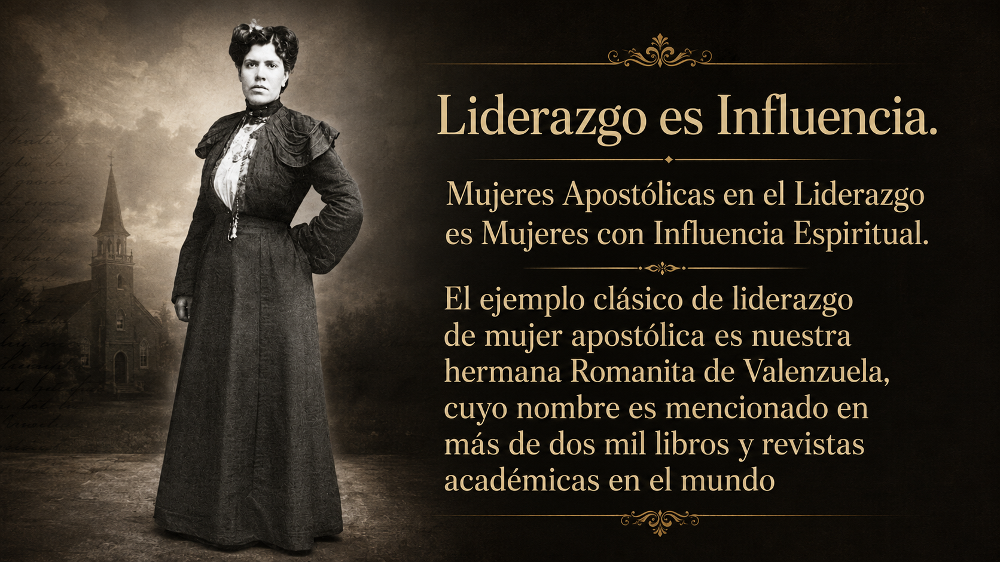 Liderazgo es Influencia.
Mujeres Apostólicas en el Liderazgo
es Mujeres con Influencia Espiritual.
El ejemplo clásico de liderazgo
de mujer apostólica es nuestra
hermana Romanita de Valenzuela,
cuyo nombre es mencionado en
más de dos mil libros y revistas
académicas en el mundo